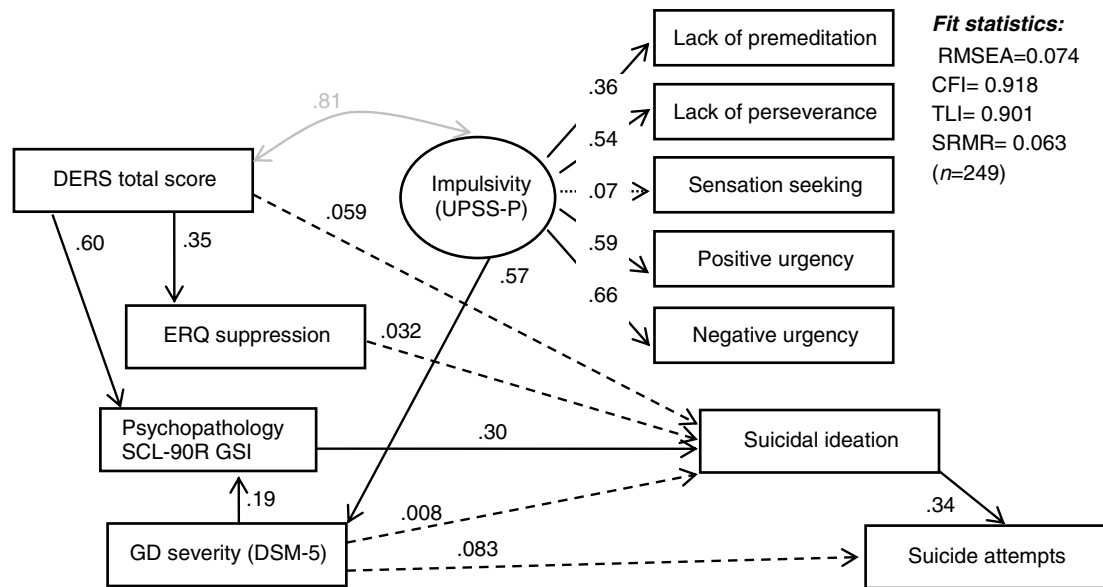 Lack of premeditation
Fit statistics:
RMSEA=0.074
CFI= 0.918
TLI= 0.901
SRMR= 0.063
(n=249)
.36
.81
Lack of perseverance
.54
DERS total score
Impulsivity
(UPSS-P)
.07
Sensation seeking
.059
.60
.35
.59
Positive urgency
.57
.66
ERQ suppression
.032
Negative urgency
Psychopathology
SCL-90R GSI
.30
Suicidal ideation
.19
.008
.34
GD severity (DSM-5)
.083
Suicide attempts